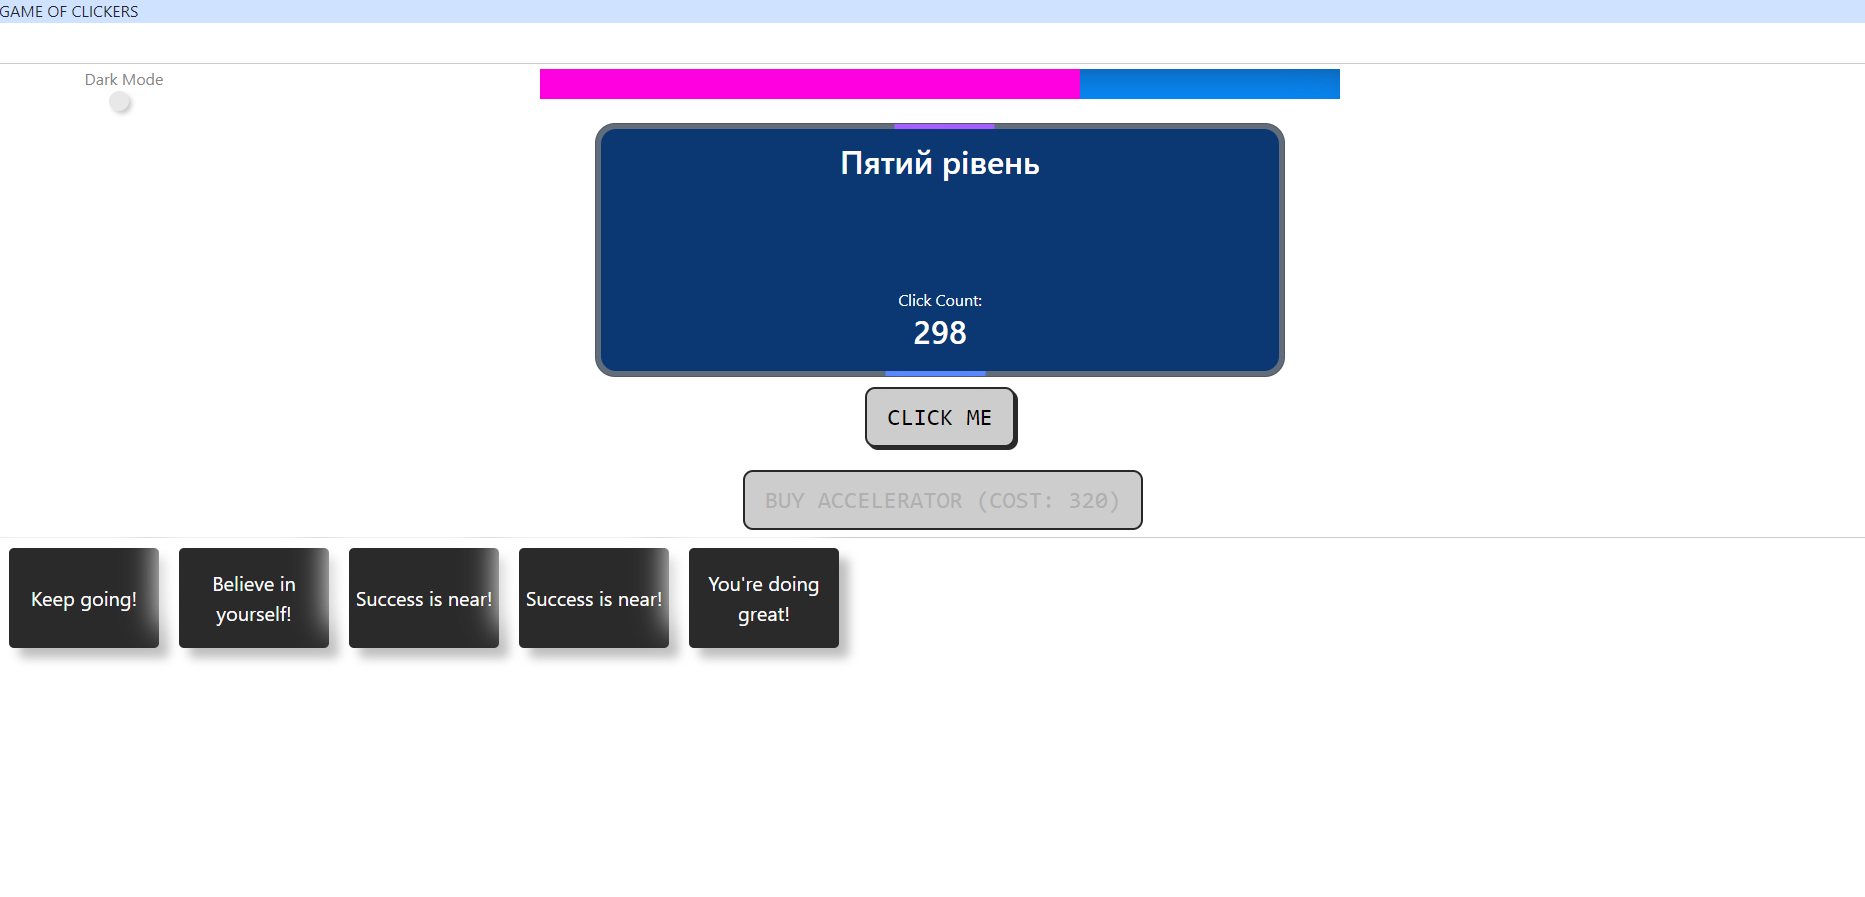 GAME OF CLICKERS
Dark Mode
Пятий рівень
Click Count:
298
CLICK ME
BUY ACCELERATOR (COST: 320)
Keep going!
Believe in
yourself!
Success is near!
Success is near!
You're doing
great!